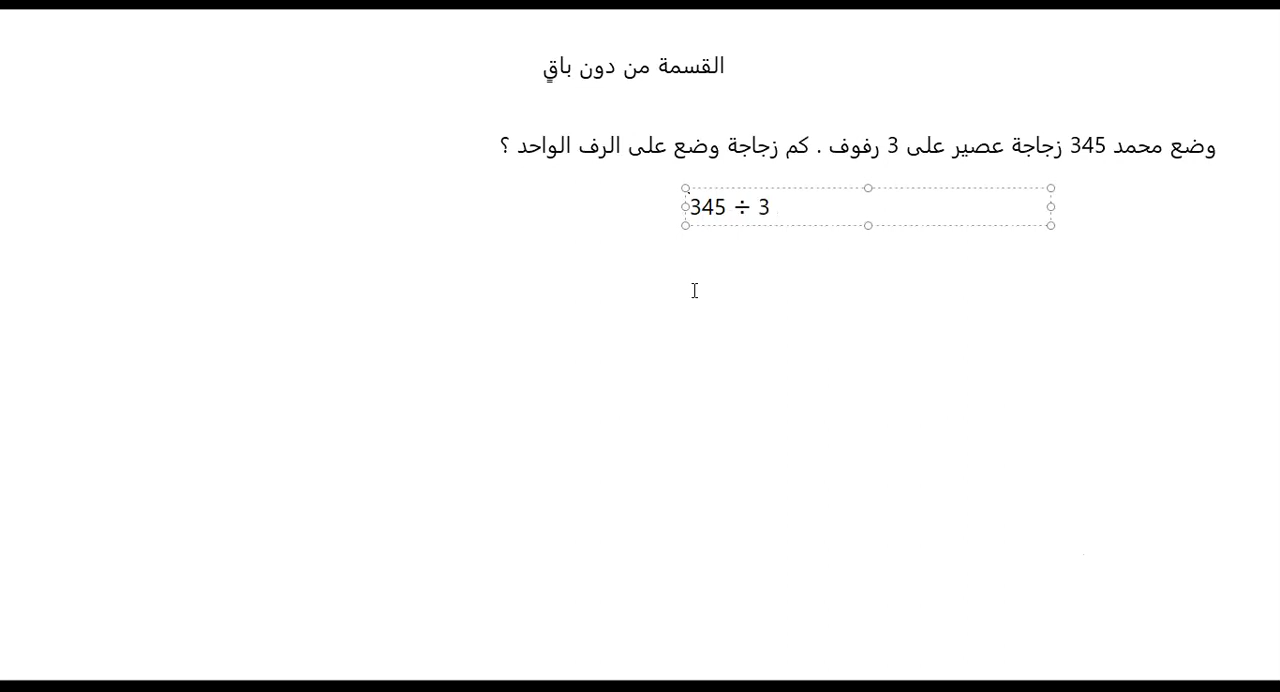 القسمة من دون باقٍ
وضع محمد 345 زجاجة عصير على 3 رفوف . كم زجاجة وضع على الرف الواحد ؟
345 ÷ 3